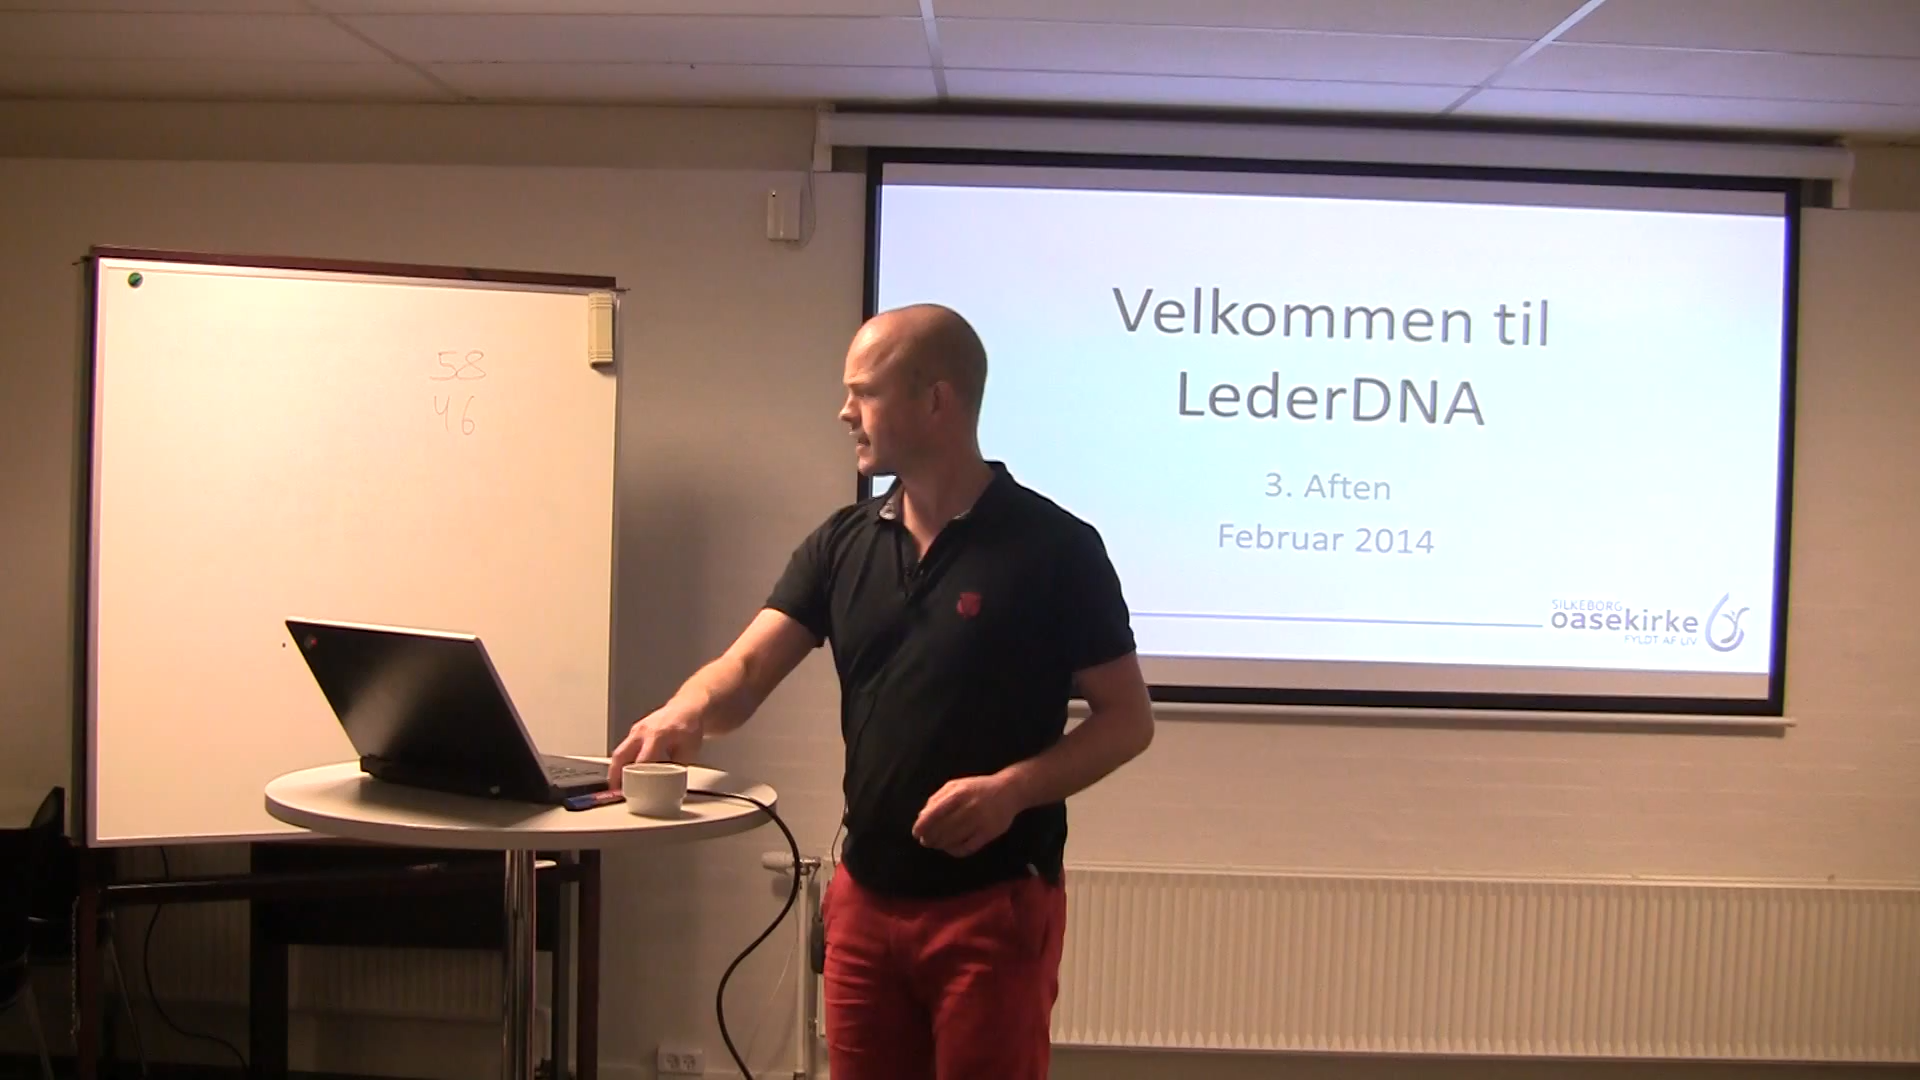 58
46
Velkommen til
LederDNA
3. Aften
Februar 2014
SILKEBORG
oasekirke
FYLDT AF LIV